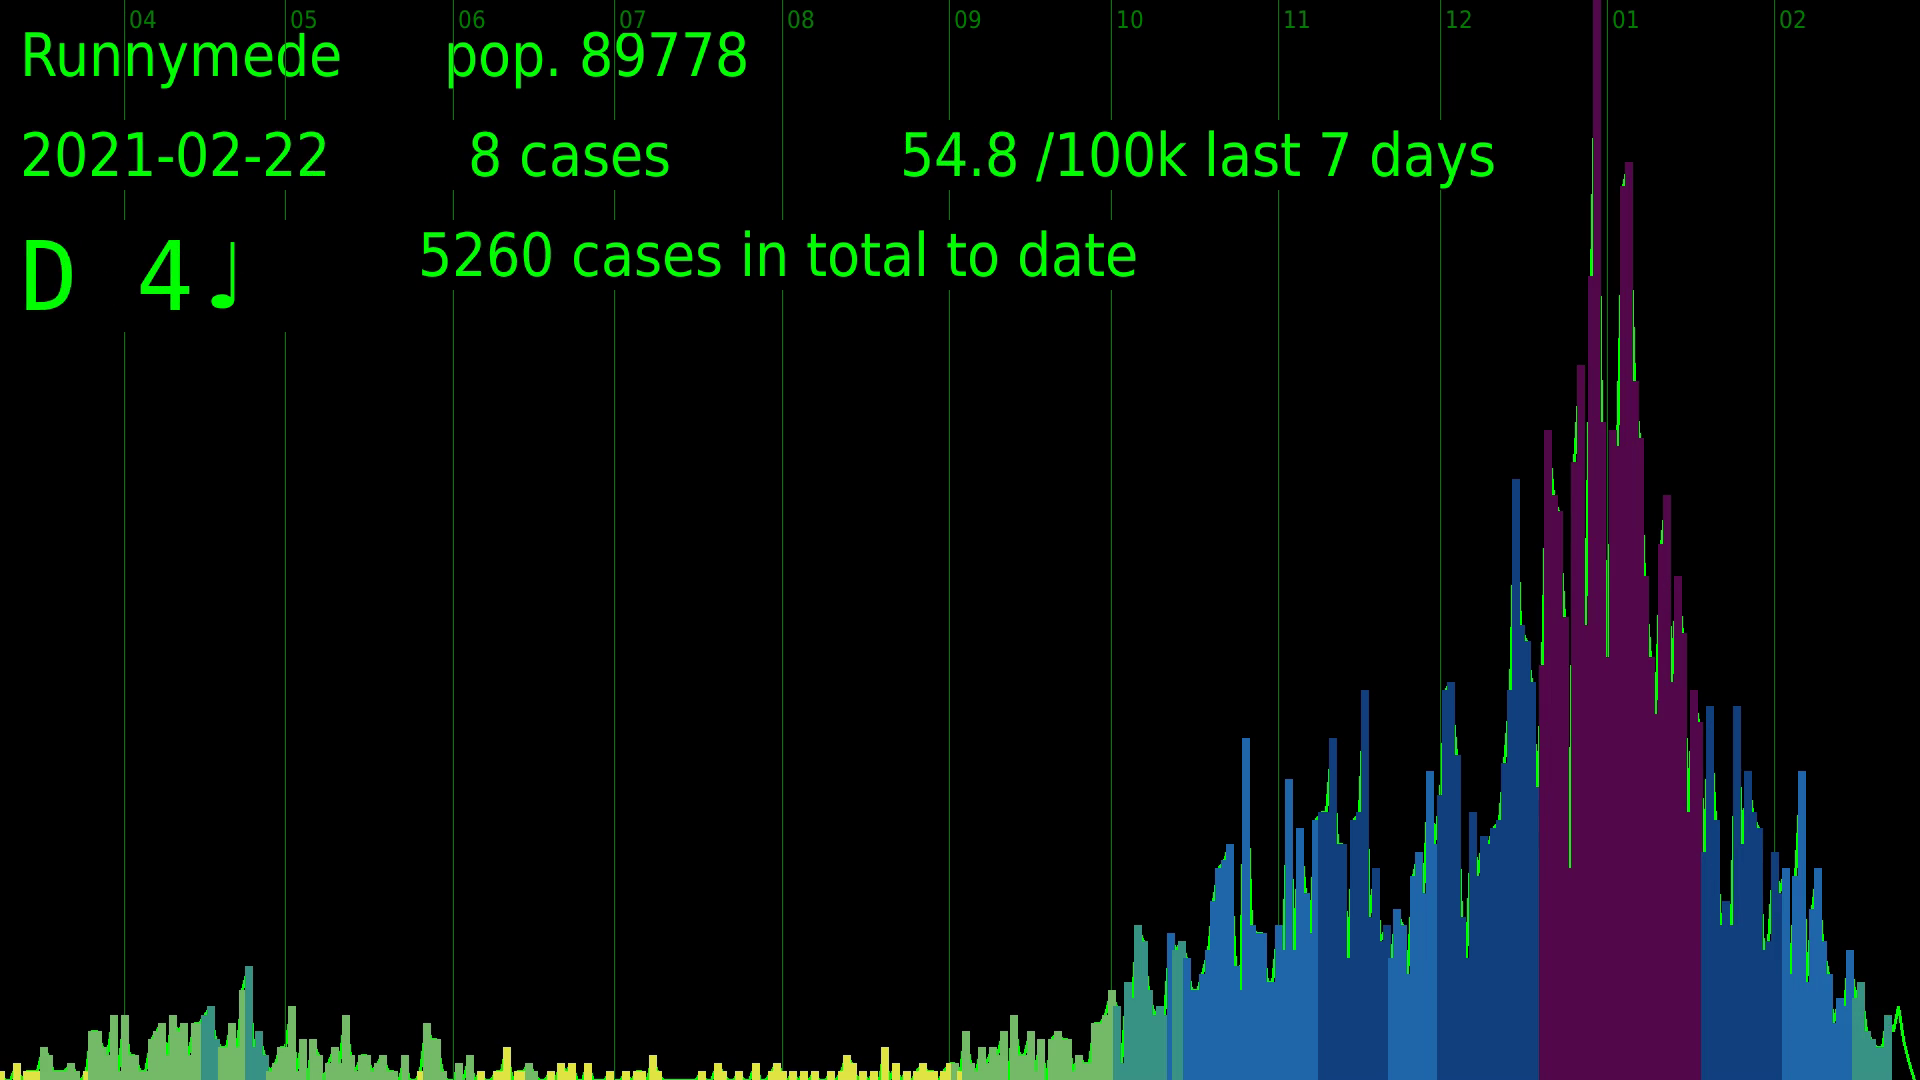 04 05 06 07 08 09 10 11 12 01 02
Runnymede pop. 89778
2021-02-22 8 cases 54.8 /100k last 7 days
D 4♩ 5260 cases in total to date